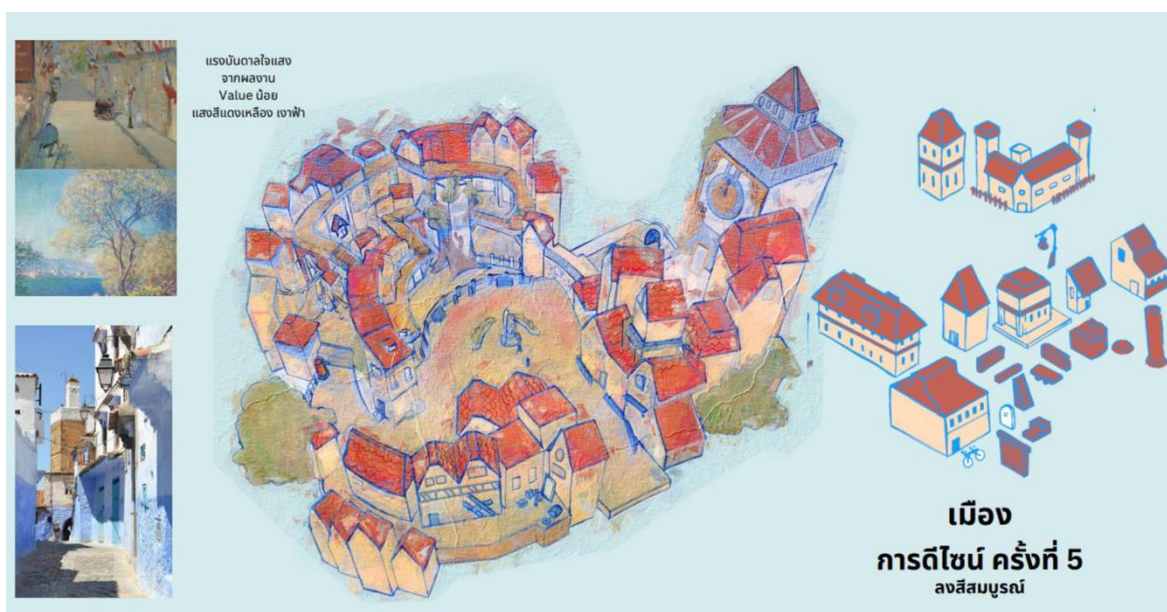 แรงบันดาลใจแสง
จากผลงาน
Value น้อย
แสงสีแดงเหลือง เงาฟ้า
เมือง
การดีไซน์ ครั้งที่ 5
ลงสีสมบูรณ์